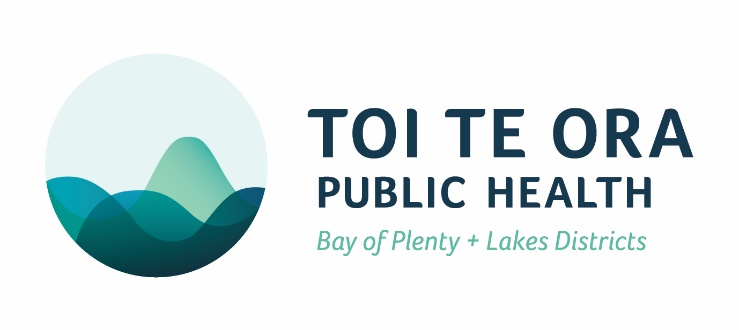 TOI TE ORA
PUBLIC HEALTH
Bay of Plenty + Lakes Districts